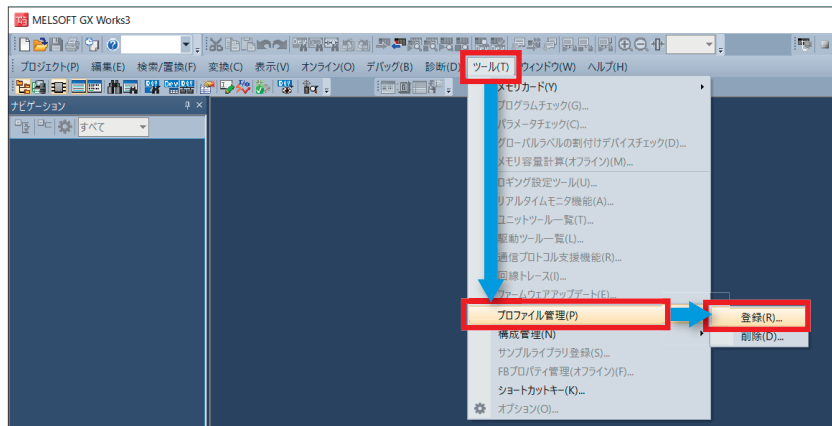 MELSOFT GX Works3
プロジェクト(P) 編集(E) 検索/置換(F) 変換(C) 表示(V) オンライン(O) デバッグ(B) 診断(D) ツール(T) ウィンドウ(W) ヘルプ(H)
ナビゲーション
すべて
メモリカード(Y)
プログラムチェック(G)...
パラメータチェック(C)...
グローバルラベルの割付けデバイスチェック(D)...
メモリ容量計算(オフライン)(M)...
ロギング設定ツール(U)...
リアルタイムモニタ機能(A)...
ユニットツール一覧(T)...
駆動ツール一覧(L)...
通信プロトコル支援機能(R)...
回線トレース(I)...
ファームウェアアップデート(E)...
プロファイル管理(P)
登録(R)...
構成管理(N)
削除(D)...
サンプルライブラリ登録(S)...
FBプロパティ管理(オフライン)(F)...
ショートカットキー(K)...
オプション(O)...